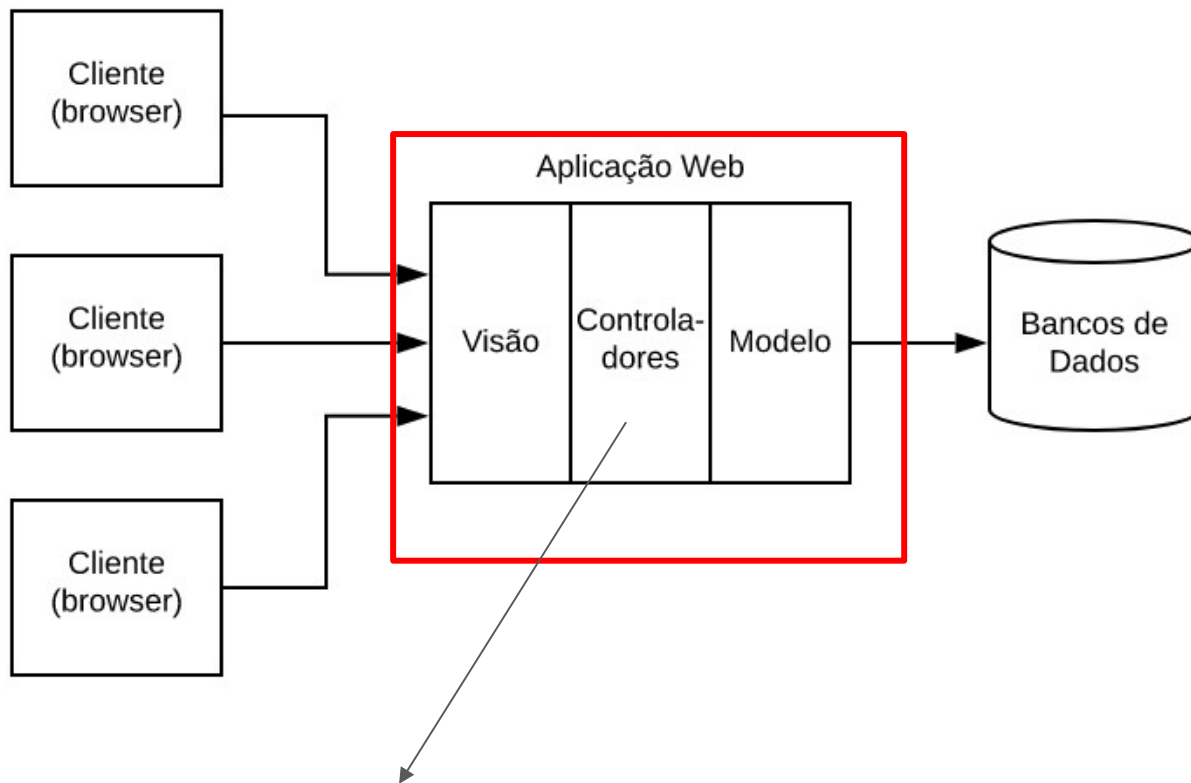 Cliente
(browser)
Aplicação Web
Cliente
(browser)
Visão
Controla-
dores
Modelo
Bancos de
Dados
Cliente
(browser)